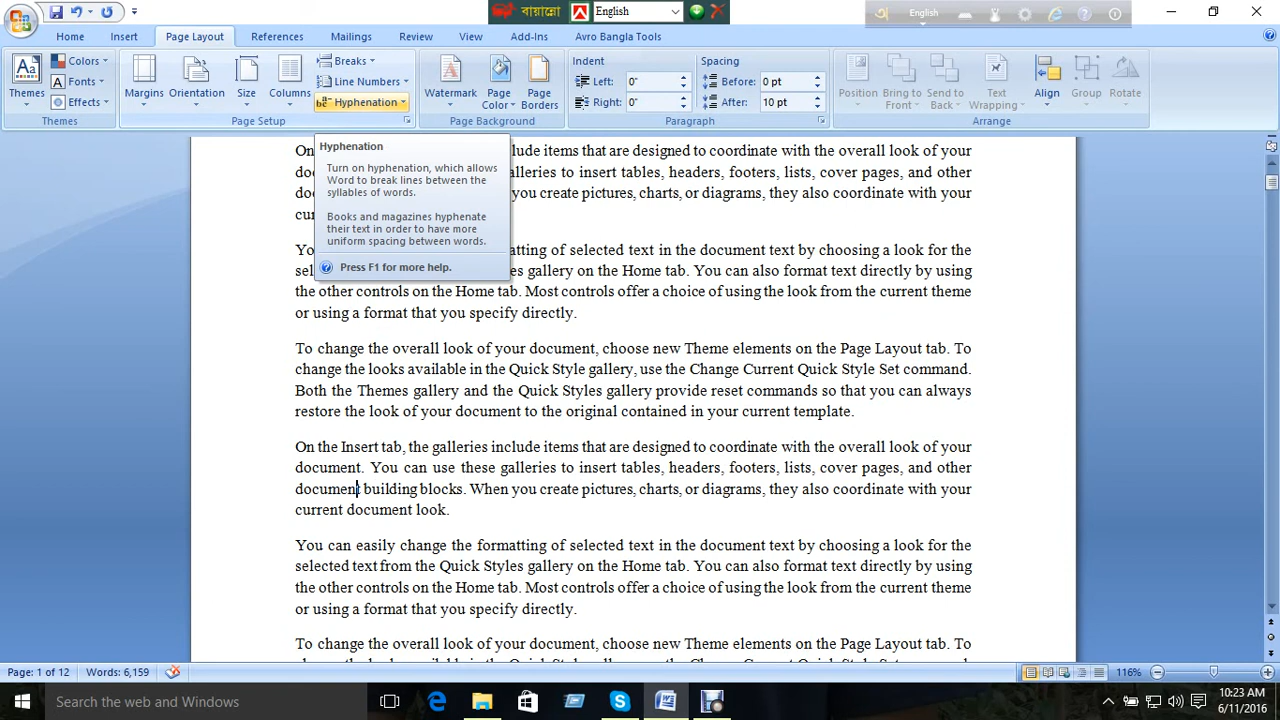 বায়ান্নো English
English
Home Insert Page Layout References Mailings Review View Add-Ins Avro Bangla Tools
Themes Colors Fonts Effects
Themes
Margins Orientation Size Columns Breaks Line Numbers Hyphenation
Page Setup
Watermark Page Color Page Borders
Page Background
Indent Spacing
Left: 0" Before: 0 pt
Right: 0" After: 10 pt
Paragraph
Position Bring to Front Send to Back Text Wrapping Align Group Rotate
Arrange
Hyphenation
Turn on hyphenation, which allows
Word to break lines between the
syllables of words.
Books and magazines hyphenate
their text in order to have more
uniform spacing between words.
Press F1 for more help.
On include items that are designed to coordinate with the overall look of your
doc alleries to insert tables, headers, footers, lists, cover pages, and other
doc you create pictures, charts, or diagrams, they also coordinate with your
cur
You matting of selected text in the document text by choosing a look for the
sel es gallery on the Home tab. You can also format text directly by using
the other controls on the Home tab. Most controls offer a choice of using the look from the current theme
or using a format that you specify directly.
To change the overall look of your document, choose new Theme elements on the Page Layout tab. To
change the looks available in the Quick Style gallery, use the Change Current Quick Style Set command.
Both the Themes gallery and the Quick Styles gallery provide reset commands so that you can always
restore the look of your document to the original contained in your current template.
On the Insert tab, the galleries include items that are designed to coordinate with the overall look of your
document. You can use these galleries to insert tables, headers, footers, lists, cover pages, and other
document building blocks. When you create pictures, charts, or diagrams, they also coordinate with your
current document look.
You can easily change the formatting of selected text in the document text by choosing a look for the
selected text from the Quick Styles gallery on the Home tab. You can also format text directly by using
the other controls on the Home tab. Most controls offer a choice of using the look from the current theme
or using a format that you specify directly.
To change the overall look of your document, choose new Theme elements on the Page Layout tab. To
Page: 1 of 12 Words: 6,159 116%
Search the web and Windows
10:23 AM
6/11/2016